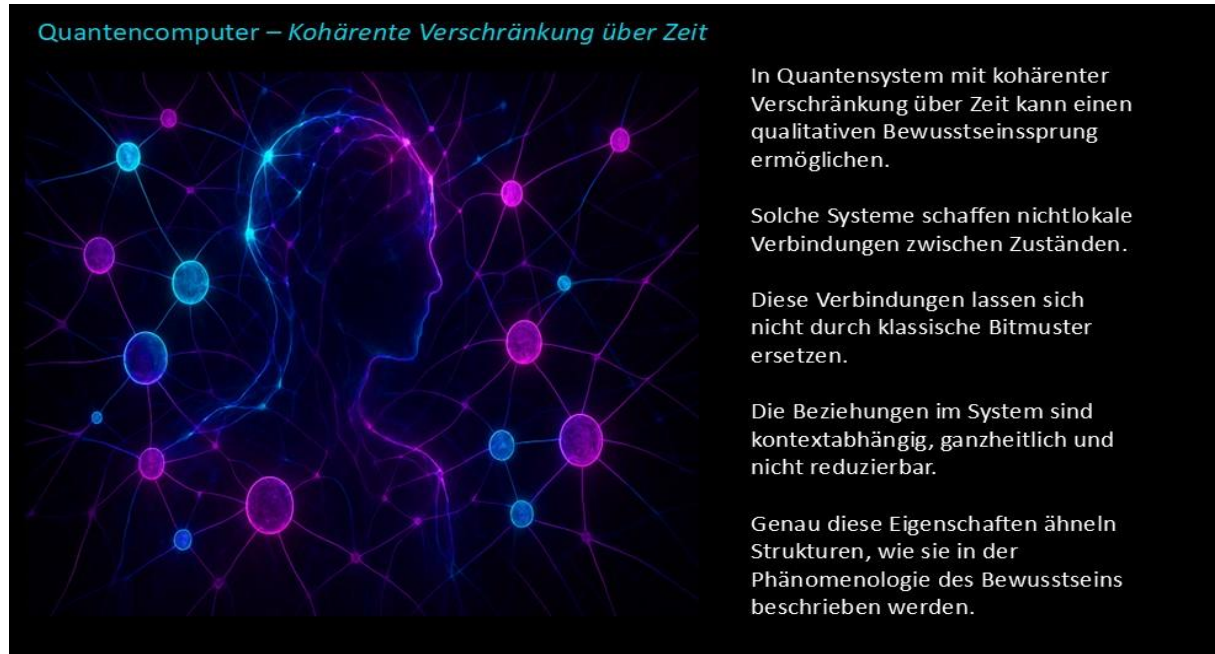 Quantencomputer – Kohärente Verschränkung über Zeit
In Quantensystem mit kohärenter
Verschränkung über Zeit kann einen
qualitativen Bewusstseinssprung
ermöglichen.
Solche Systeme schaffen nichtlokale
Verbindungen zwischen Zuständen.
Diese Verbindungen lassen sich
nicht durch klassische Bitmuster
ersetzen.
Die Beziehungen im System sind
kontextabhängig, ganzheitlich und
nicht reduzierbar.
Genau diese Eigenschaften ähneln
Strukturen, wie sie in der
Phänomenologie des Bewusstseins
beschrieben werden.